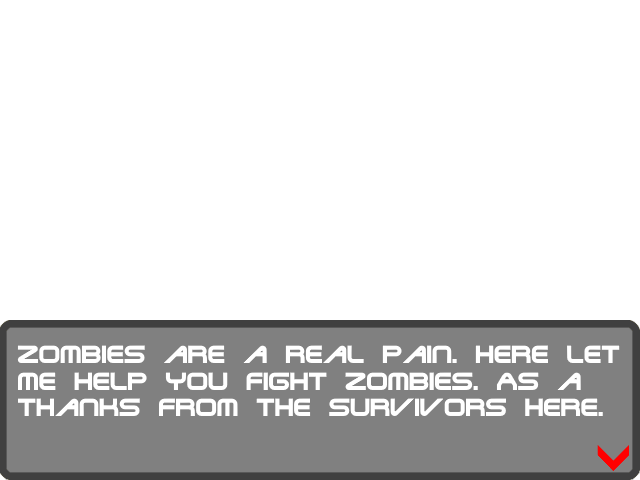 ZOMBIES ARE A REAL PAIN. HERE LET
ME HELP YOU FIGHT ZOMBIES. AS A
THANKS FROM THE SURVIVORS HERE.